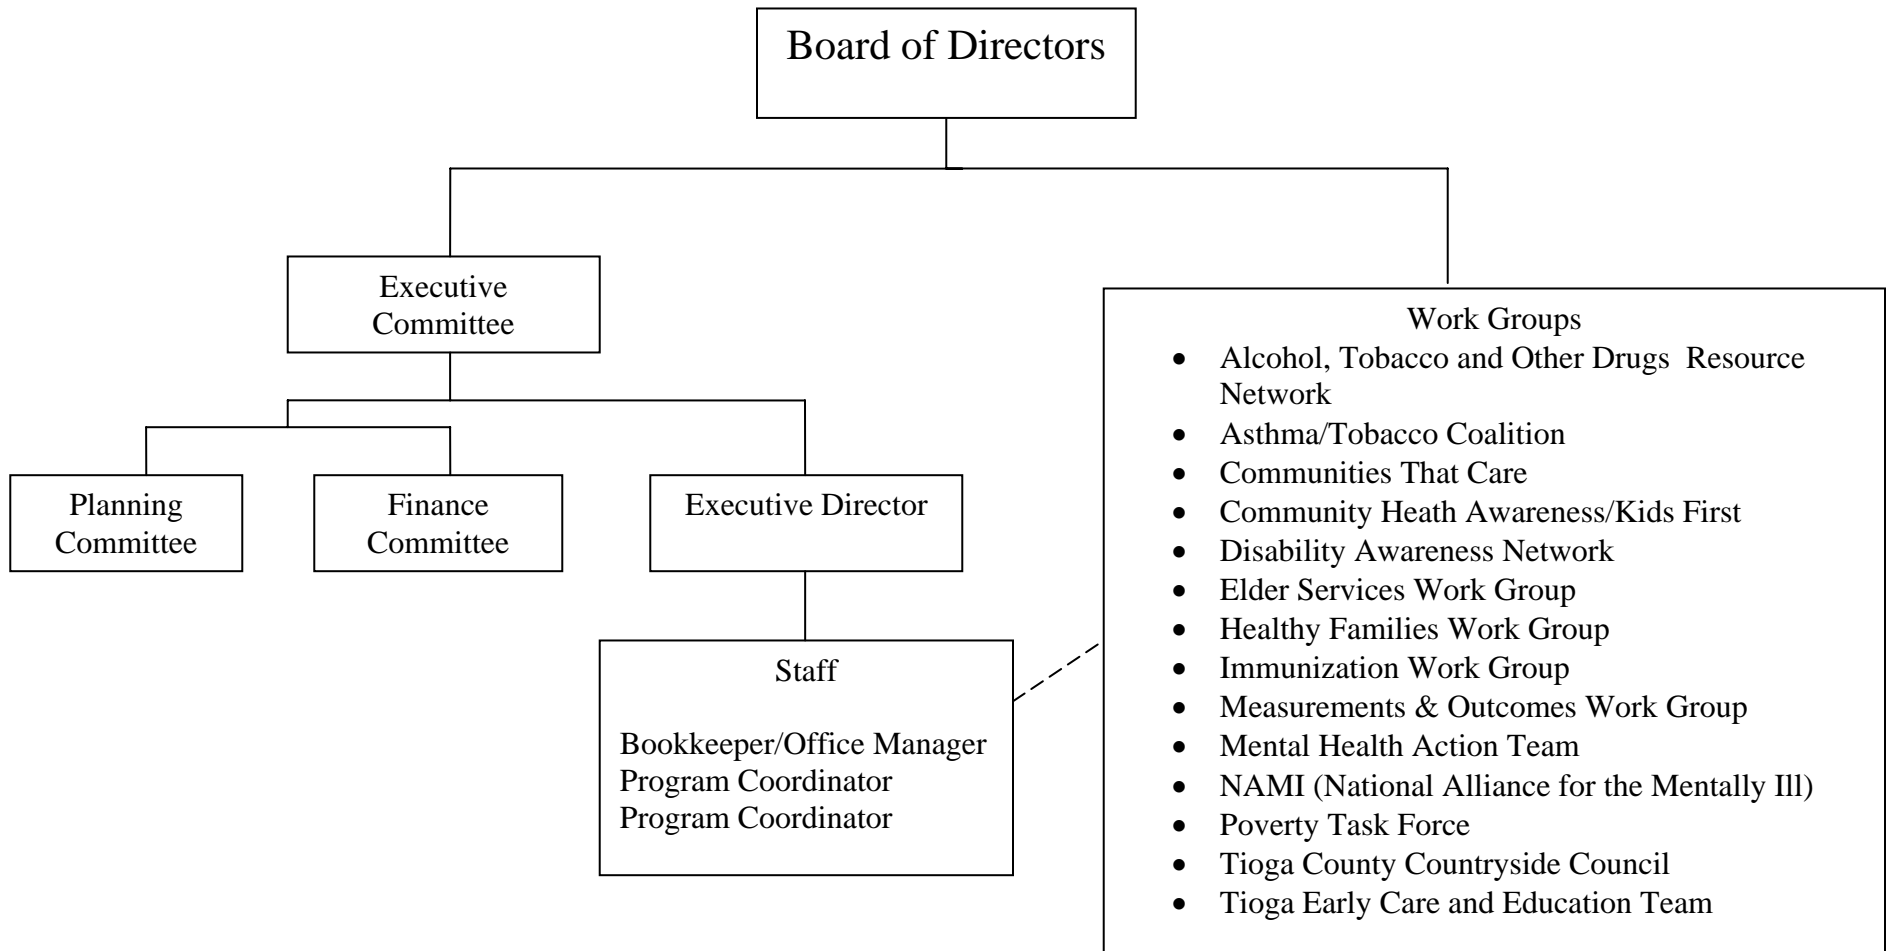 Board of Directors
Executive
Committee
Planning
Committee
Finance
Committee
Executive Director
Staff
Bookkeeper/Office Manager
Program Coordinator
Program Coordinator
Work Groups
• Alcohol, Tobacco and Other Drugs  Resource
Network
• Asthma/Tobacco Coalition
• Communities That Care
• Community Heath Awareness/Kids First
• Disability Awareness Network
• Elder Services Work Group
• Healthy Families Work Group
• Immunization Work Group
• Measurements & Outcomes Work Group
• Mental Health Action Team
• NAMI (National Alliance for the Mentally Ill)
• Poverty Task Force
• Tioga County Countryside Council
• Tioga Early Care and Education Team